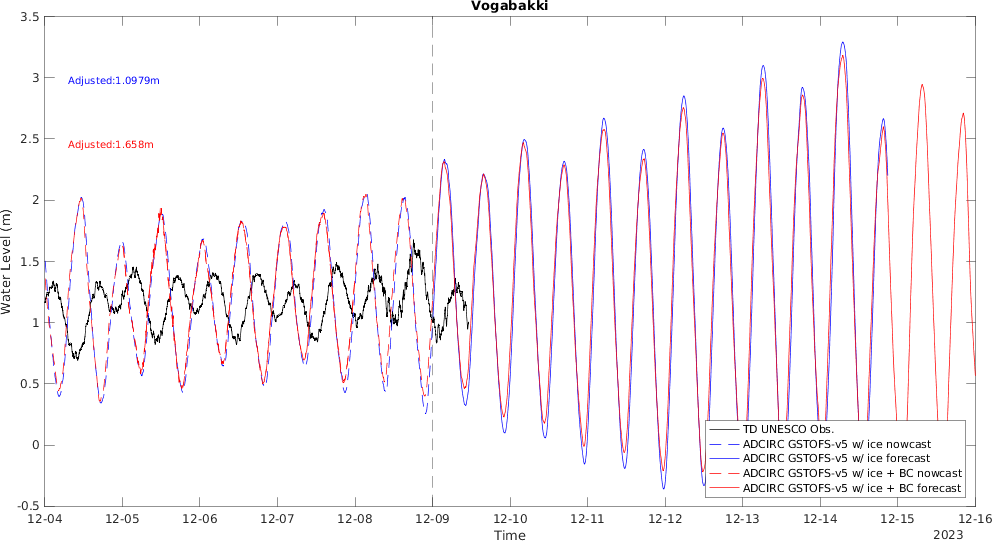 Vogabakki
3.5
3
2.5
2
1.5
1
0.5
0
-0.5
Water Level (m)
Adjusted:1.0979m
Adjusted:1.658m
TD UNESCO Obs.
ADCIRC GSTOFS-v5 w/ ice nowcast
ADCIRC GSTOFS-v5 w/ ice forecast
ADCIRC GSTOFS-v5 w/ ice + BC nowcast
ADCIRC GSTOFS-v5 w/ ice + BC forecast
12-04 12-05 12-06 12-07 12-08 12-09 12-10 12-11 12-12 12-13 12-14 12-15 12-16
Time
2023